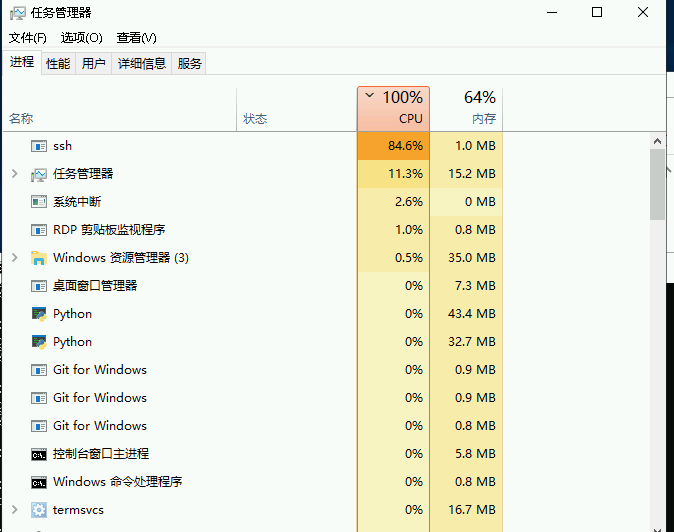 任务管理器
文件(F) 选项(O) 查看(V)
进程 性能 用户 详细信息 服务
100% 64%
名称 状态 CPU 内存
ssh 84.6% 1.0 MB
任务管理器 11.3% 15.2 MB
系统中断 2.6% 0 MB
RDP 剪贴板监视程序 1.0% 0.8 MB
Windows 资源管理器 (3) 0.5% 35.0 MB
桌面窗口管理器 0% 7.3 MB
Python 0% 43.4 MB
Python 0% 32.7 MB
Git for Windows 0% 0.9 MB
Git for Windows 0% 0.9 MB
Git for Windows 0% 0.8 MB
控制台窗口主进程 0% 5.8 MB
Windows 命令处理程序 0% 0.8 MB
termsvcs 0% 16.7 MB